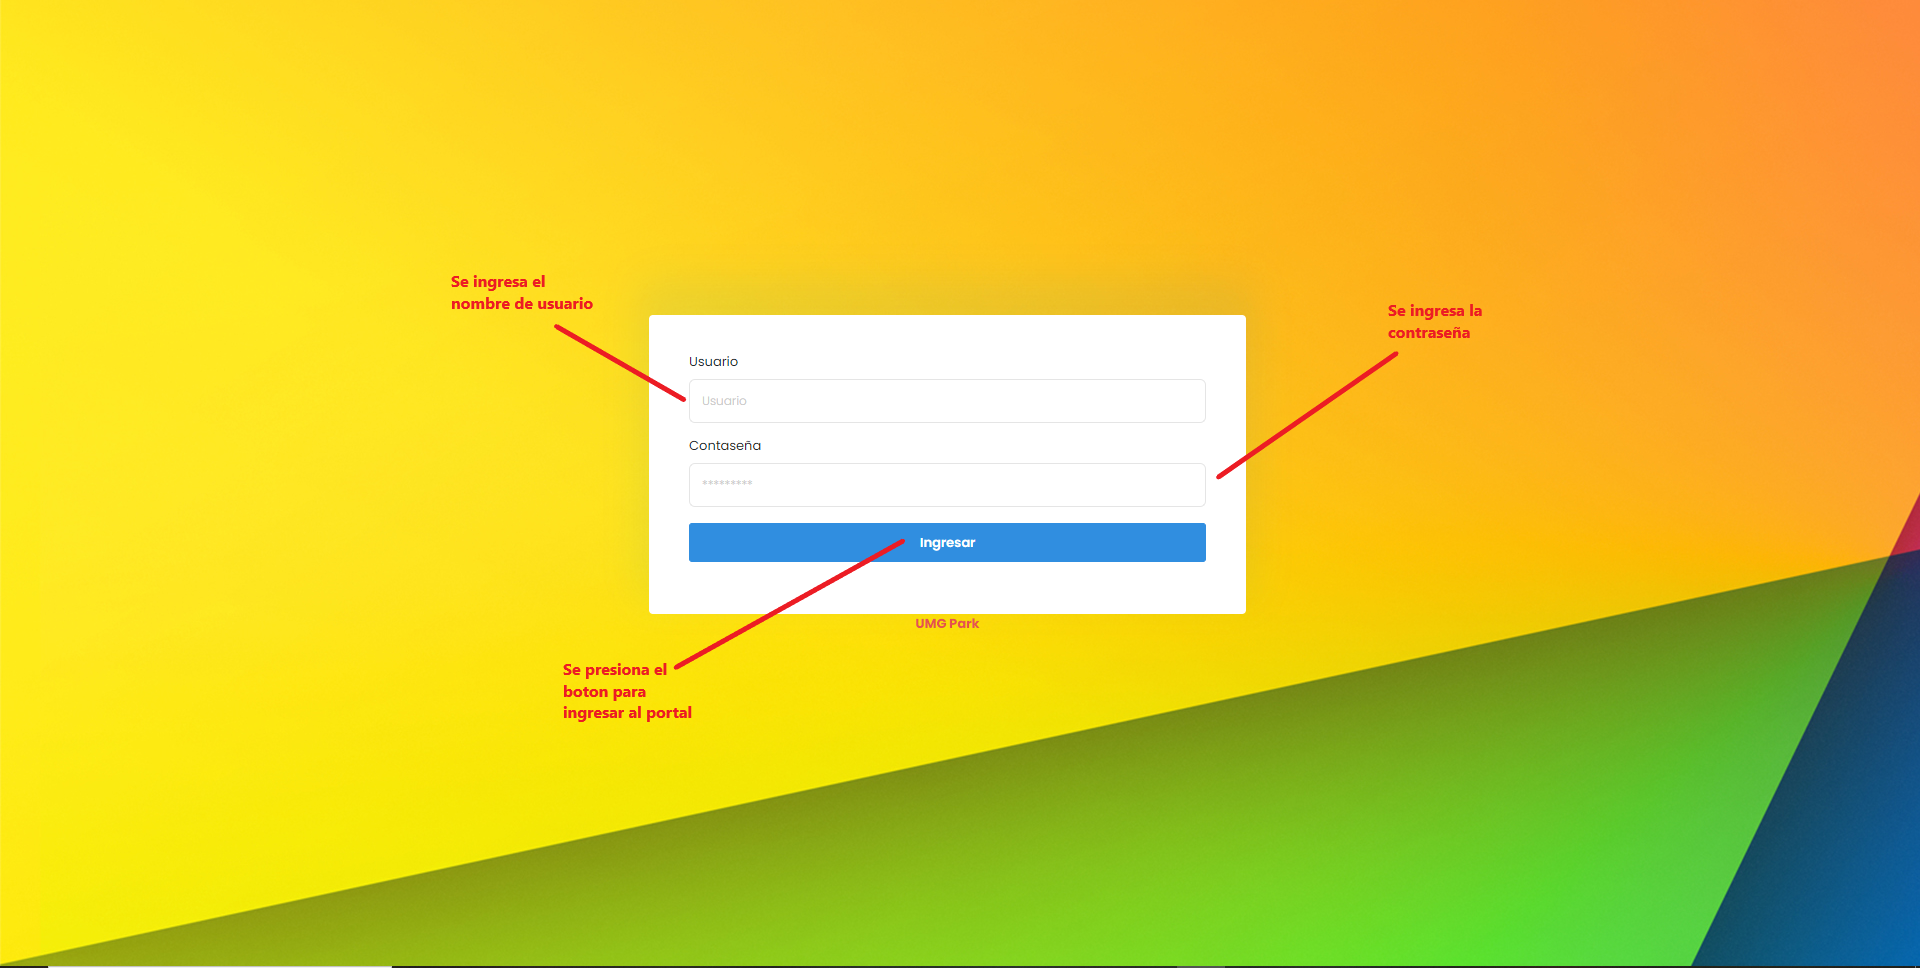 Se ingresa el
nombre de usuario
Se ingresa la
contraseña
Usuario
Usuario
Contaseña
*********
Ingresar
UMG Park
Se presiona el
boton para
ingresar al portal